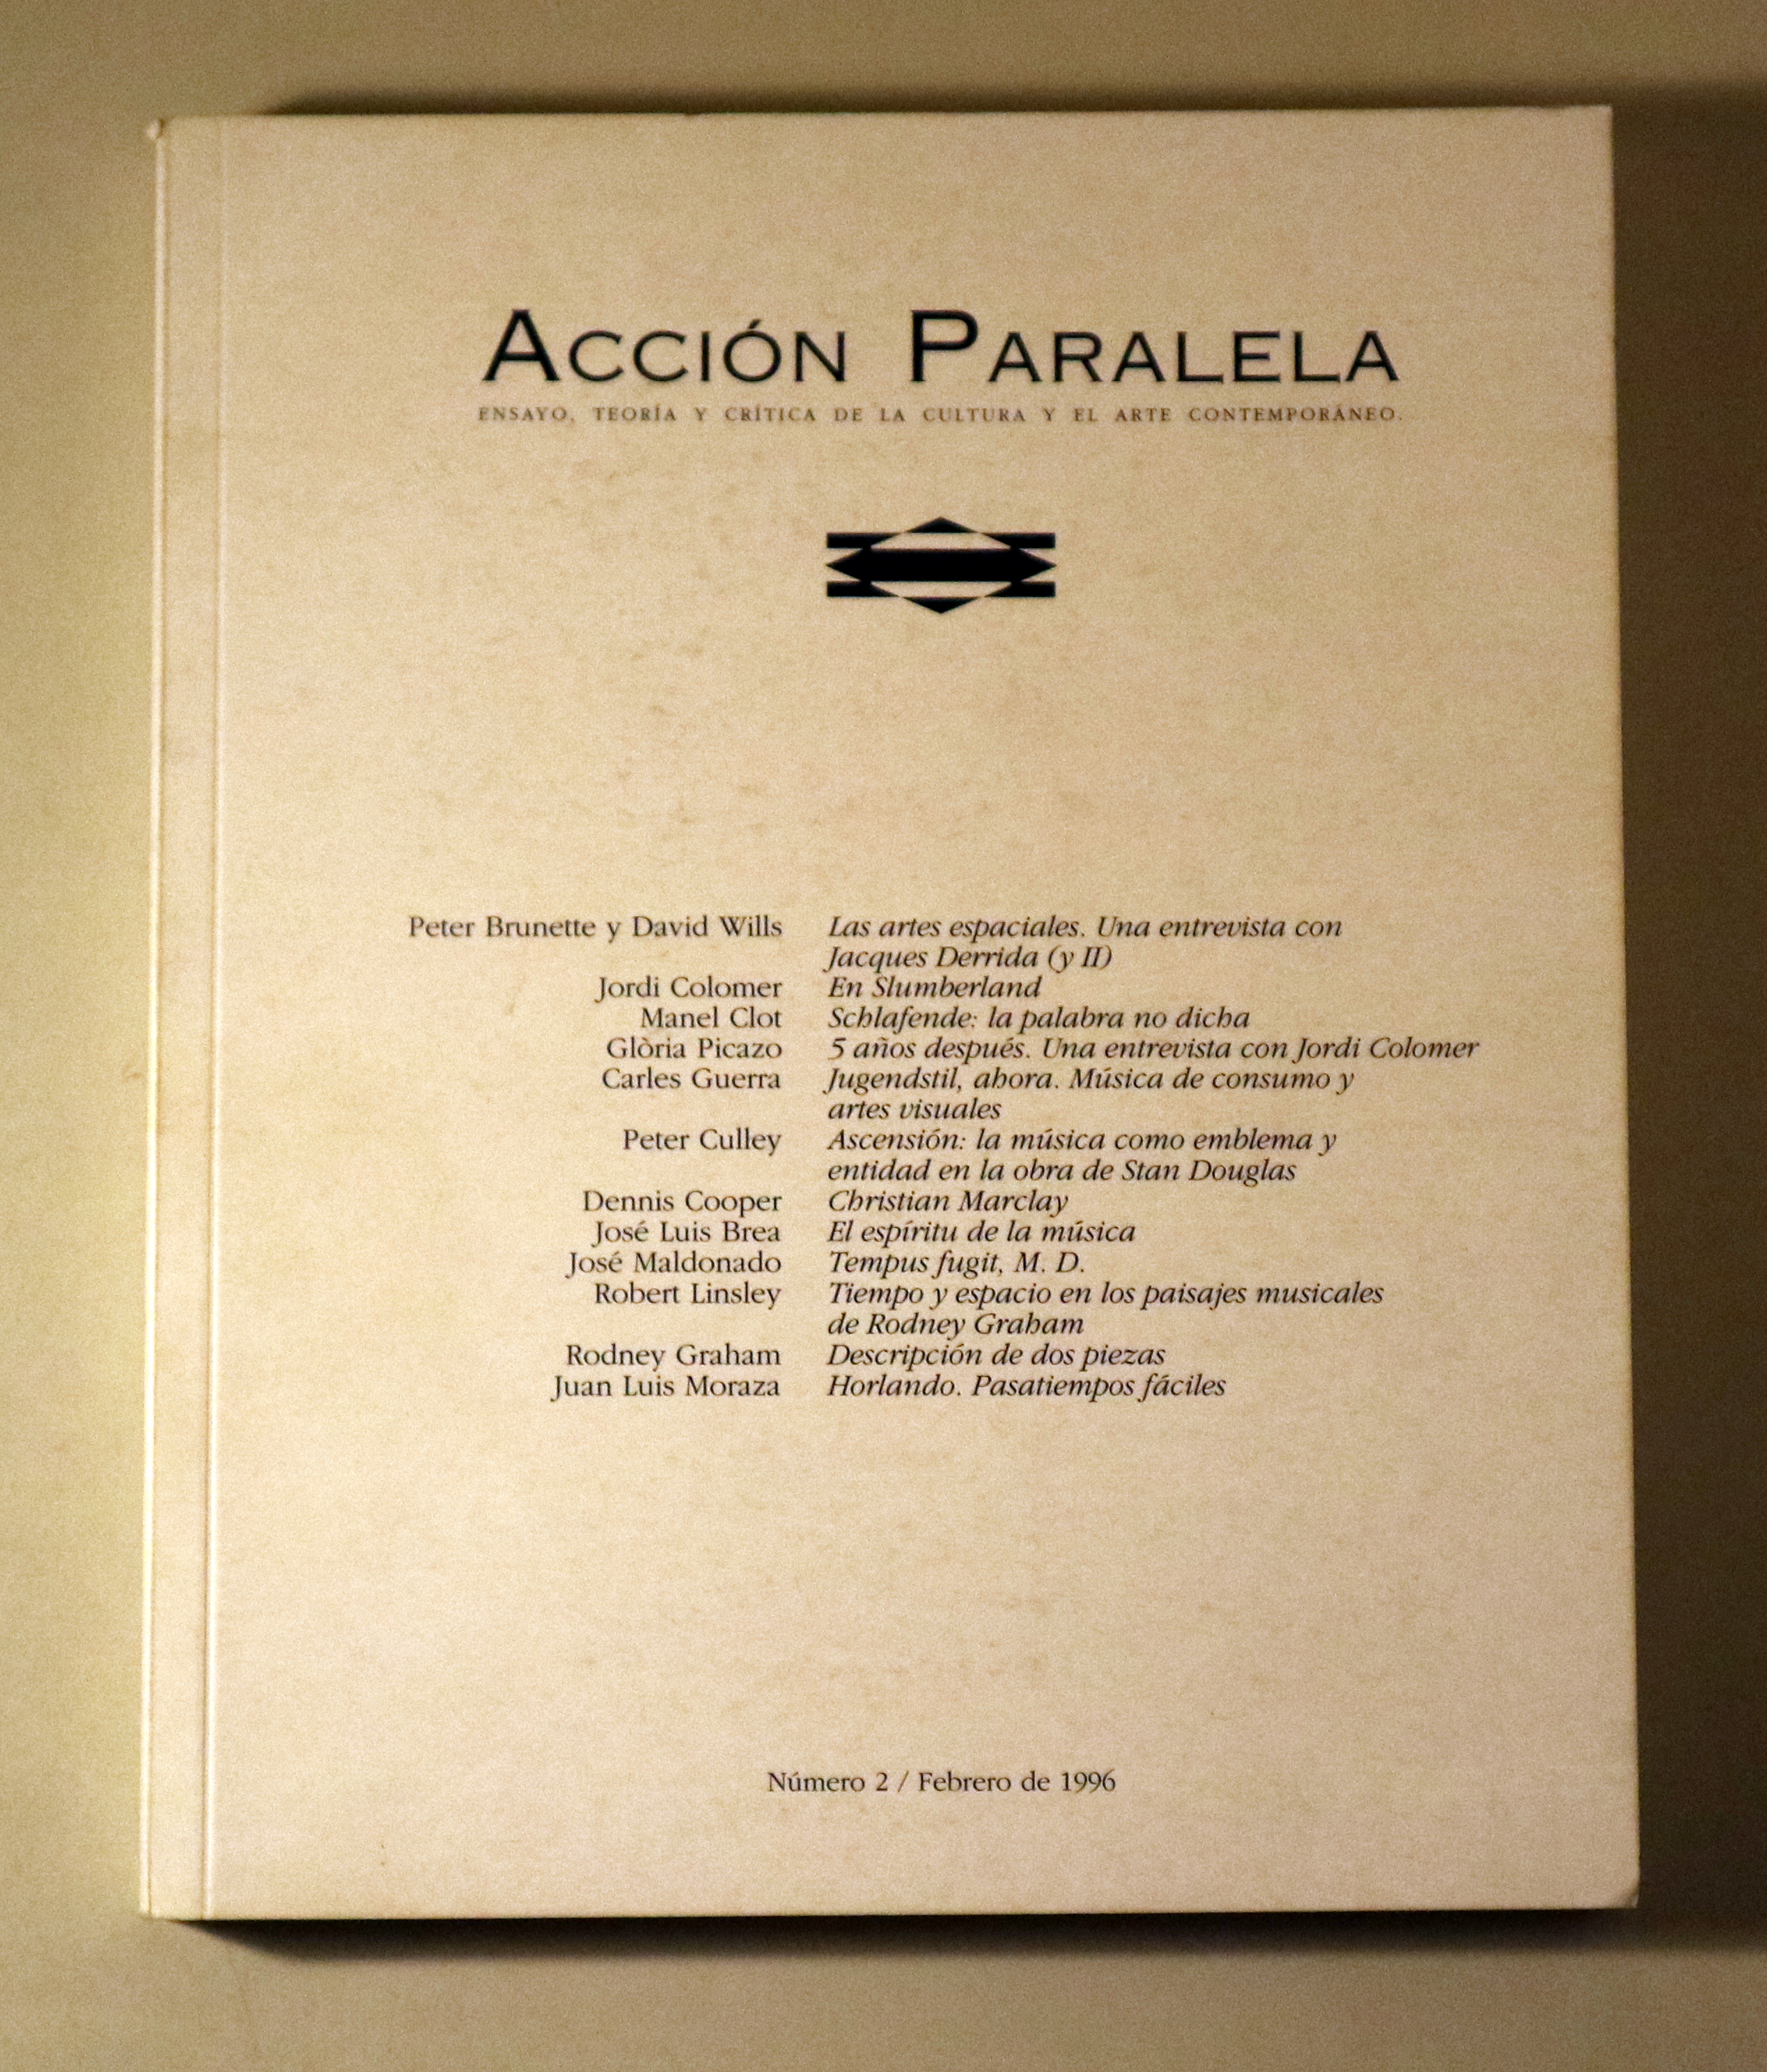 ACCIÓN PARALELA
ENSAYO, TEORÍA Y CRÍTICA DE LA CULTURA Y EL ARTE CONTEMPORÁNEO.
Peter Brunette y David Wills Las artes espaciales. Una entrevista con
Jacques Derrida (y II)
Jordi Colomer En Slumberland
Manel Clot Schlafende: la palabra no dicha
Glòria Picazo 5 años después. Una entrevista con Jordi Colomer
Carles Guerra Jugendstil, ahora. Música de consumo y
artes visuales
Peter Culley Ascensión: la música como emblema y
entidad en la obra de Stan Douglas
Dennis Cooper Christian Marclay
José Luis Brea El espíritu de la música
José Maldonado Tempus fugit, M. D.
Robert Linsley Tiempo y espacio en los paisajes musicales
de Rodney Graham
Rodney Graham Descripción de dos piezas
Juan Luis Moraza Horlando. Pasatiempos fáciles
Número 2 / Febrero de 1996